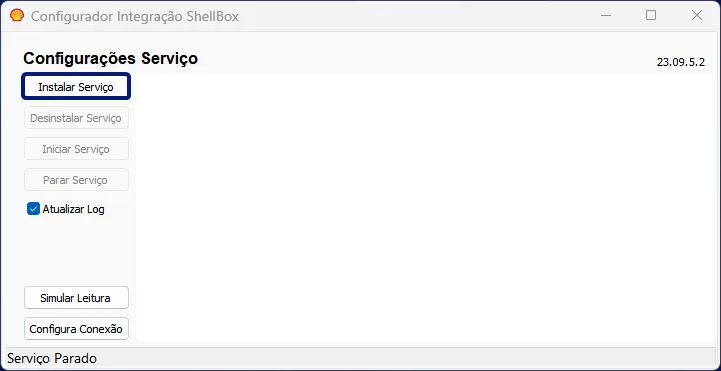 Configurador Integração ShellBox
Configurações Serviço
23.09.5.2
Instalar Serviço
Desinstalar Serviço
Iniciar Serviço
Parar Serviço
Atualizar Log
Simular Leitura
Configura Conexão
Serviço Parado